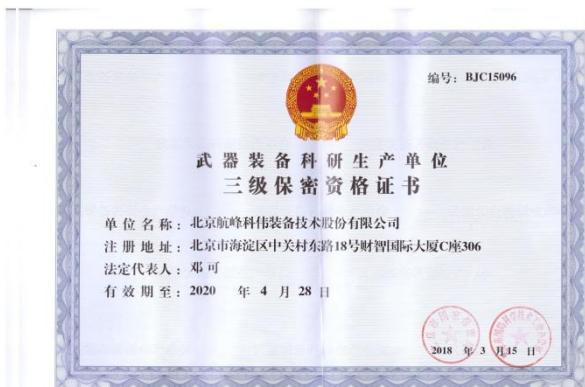 编号：BJC15096
武器装备科研生产单位
三级保密资格证书
单位名称：北京航峰科伟装备技术股份有限公司
注册地址：北京市海淀区中关村东路18号财智国际大厦C座306
法定代表人：邓可
有效期至：2020 年 4 月 28 日
2018 年 3 月 15 日